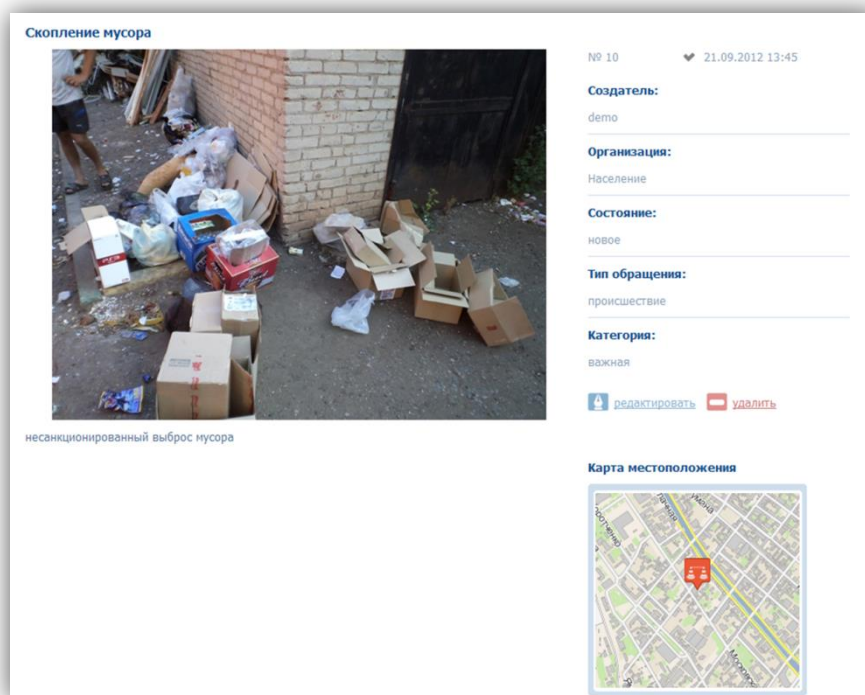 Скопление мусора
№ 10
21.09.2012 13:45
Создатель:
demo
Организация:
Население
Состояние:
новое
Тип обращения:
происшествие
Категория:
важная
редактировать
удалить
несанкционированный выброс мусора
Карта местоположения